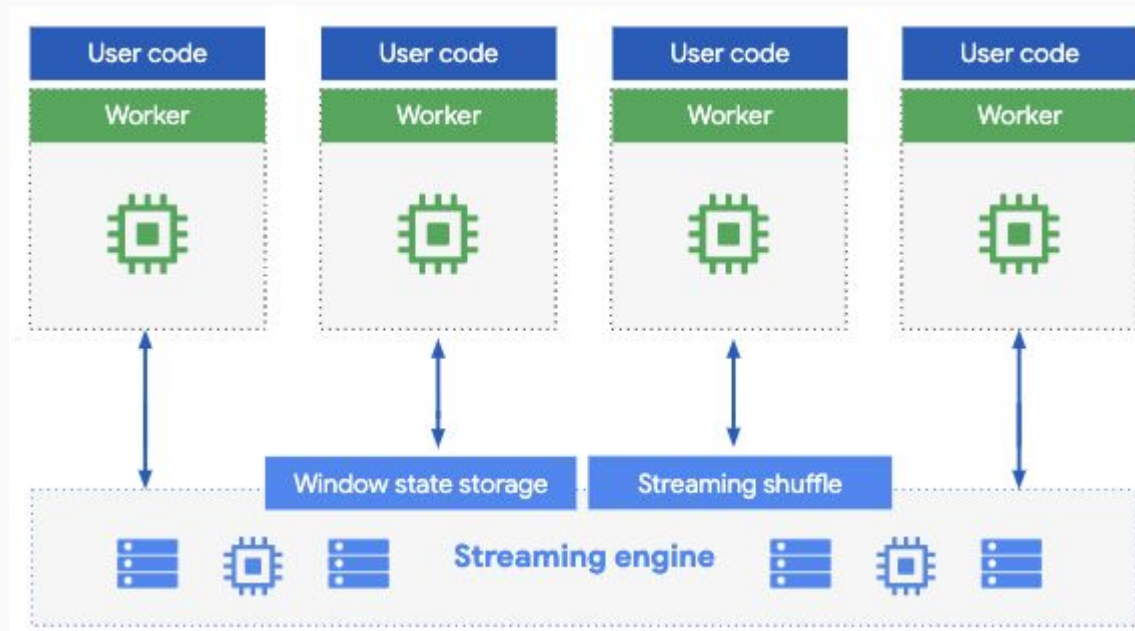 User code
User code
User code
User code
Worker
Worker
Worker
Worker
Window state storage
Streaming shuffle
Streaming engine